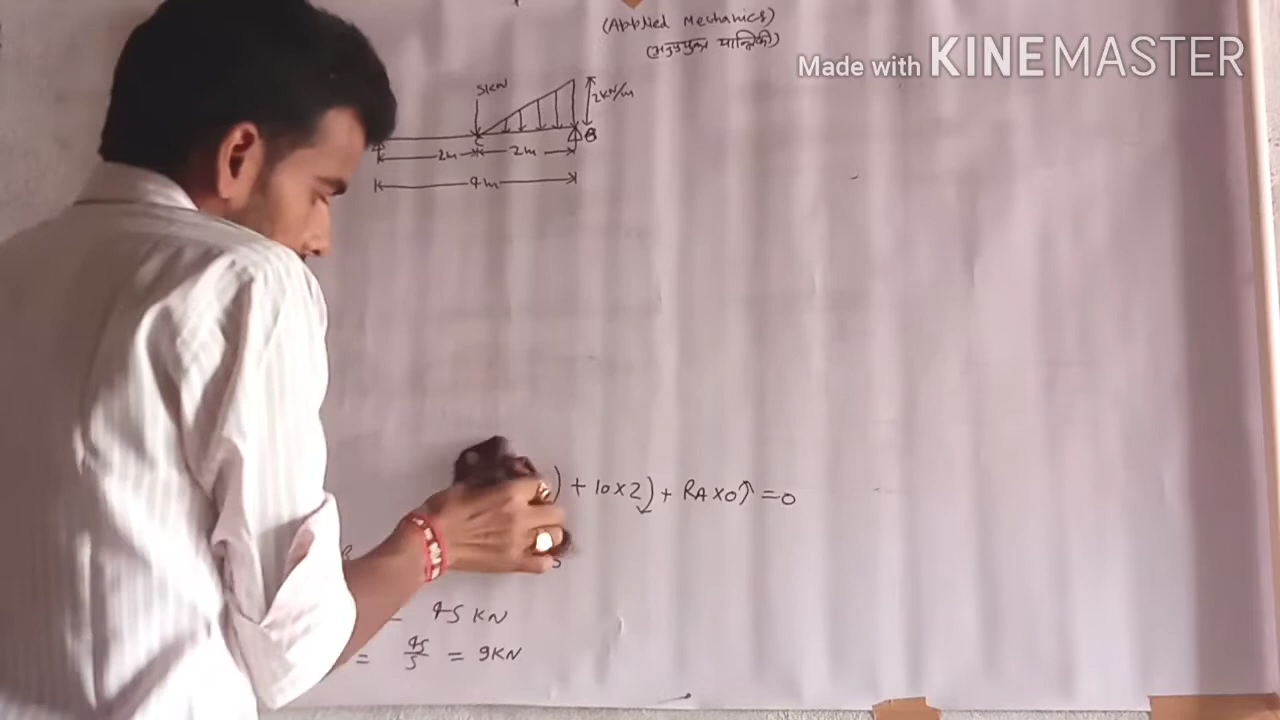 (Applied Mechanics)
(अनुप्रयुक्त यान्त्रिकी)
Made with KINEMASTER
5KN
2KN/m
C
B
2m
2m
4m
) + 10×2) + RA×0 = 0
45 KN
= 45/5 = 9KN